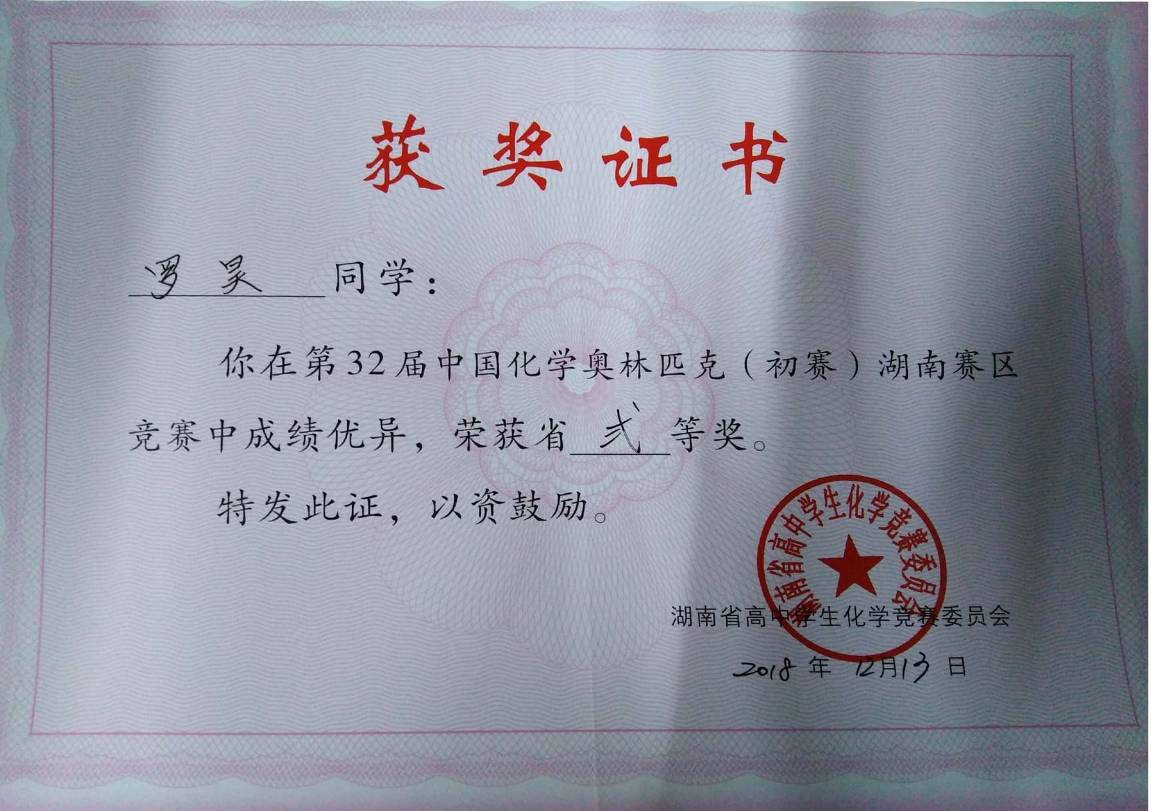 获奖证书
罗昊 同学：
你在第32届中国化学奥林匹克（初赛）湖南赛区
竞赛中成绩优异，荣获省 弍 等奖。
特发此证，以资鼓励。
湖南省高中学生化学竞赛委员会
湖南省高中学生化学竞赛委员会
2018 年 12月13 日